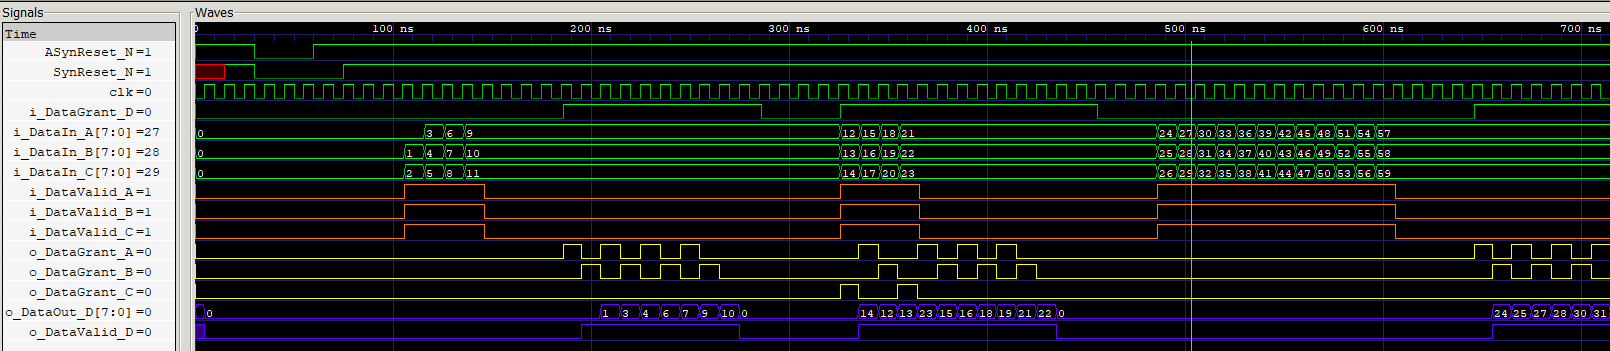 Signals
Waves
Time
0 100 ns 200 ns 300 ns 400 ns 500 ns 600 ns 700 ns
ASynReset_N=1
SynReset_N=1
clk=0
i_DataGrant_D=0
i_DataIn_A[7:0]=27 0 3 6 9 12 15 18 21 24 27 30 33 36 39 42 45 48 51 54 57
i_DataIn_B[7:0]=28 0 1 4 7 10 13 16 19 22 25 28 31 34 37 40 43 46 49 52 55 58
i_DataIn_C[7:0]=29 0 2 5 8 11 14 17 20 23 26 29 32 35 38 41 44 47 50 53 56 59
i_DataValid_A=1
i_DataValid_B=1
i_DataValid_C=1
o_DataGrant_A=0
o_DataGrant_B=0
o_DataGrant_C=0
o_DataOut_D[7:0]=0 0 1 3 4 6 7 9 10 0 14 12 13 23 15 16 18 19 21 22 0 24 25 27 28 30 31
o_DataValid_D=0